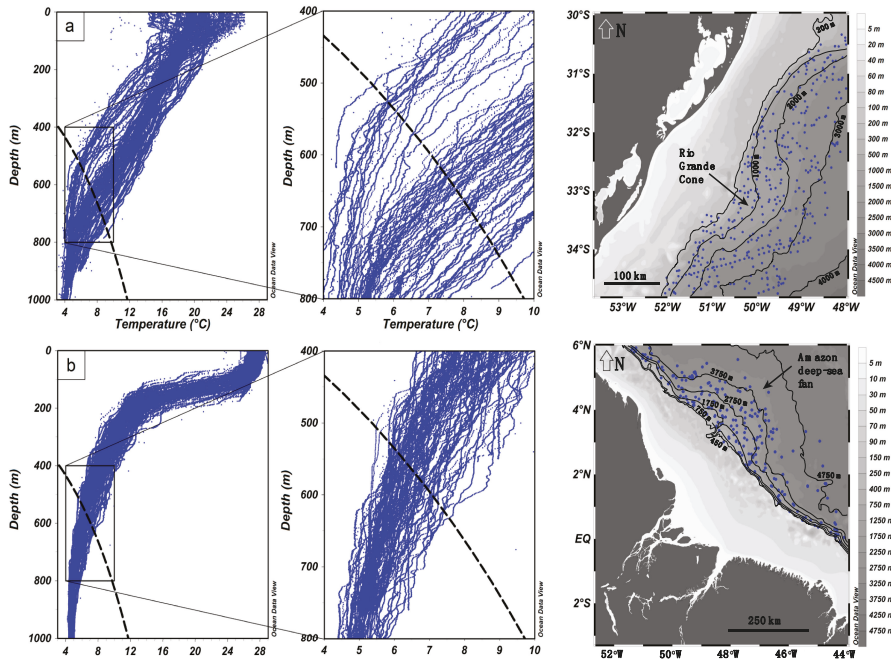 a
Depth (m)
0
200
400
600
800
1000
4 8 12 16 20 24 28
Temperature (°C)
Ocean Data View
Depth (m)
400
500
600
700
800
4 5 6 7 8 9 10
Temperature (°C)
Ocean Data View
30°S
31°S
32°S
33°S
34°S
N
200 m
1000 m
2000 m
3000 m
4000 m
Rio
Grande
Cone
100 km
53°W 52°W 51°W 50°W 49°W 48°W
Ocean Data View
5 m
20 m
40 m
60 m
80 m
100 m
200 m
300 m
500 m
1000 m
2000 m
2500 m
3000 m
3500 m
4000 m
4500 m
b
Depth (m)
0
200
400
600
800
1000
4 8 12 16 20 24 28
Ocean Data View
Depth (m)
400
500
600
700
800
4 5 6 7 8 9 10
Ocean Data View
6°N
4°N
2°N
EQ
2°S
N
Amazon
deep-sea
fan
3750 m
2750 m
1750 m
750 m
450 m
4750 m
250 km
52°W 50°W 48°W 46°W 44°W
Ocean Data View
5 m
10 m
30 m
50 m
70 m
90 m
150 m
250 m
400 m
750 m
1250 m
1750 m
2250 m
2750 m
3250 m
3750 m
4250 m
4750 m